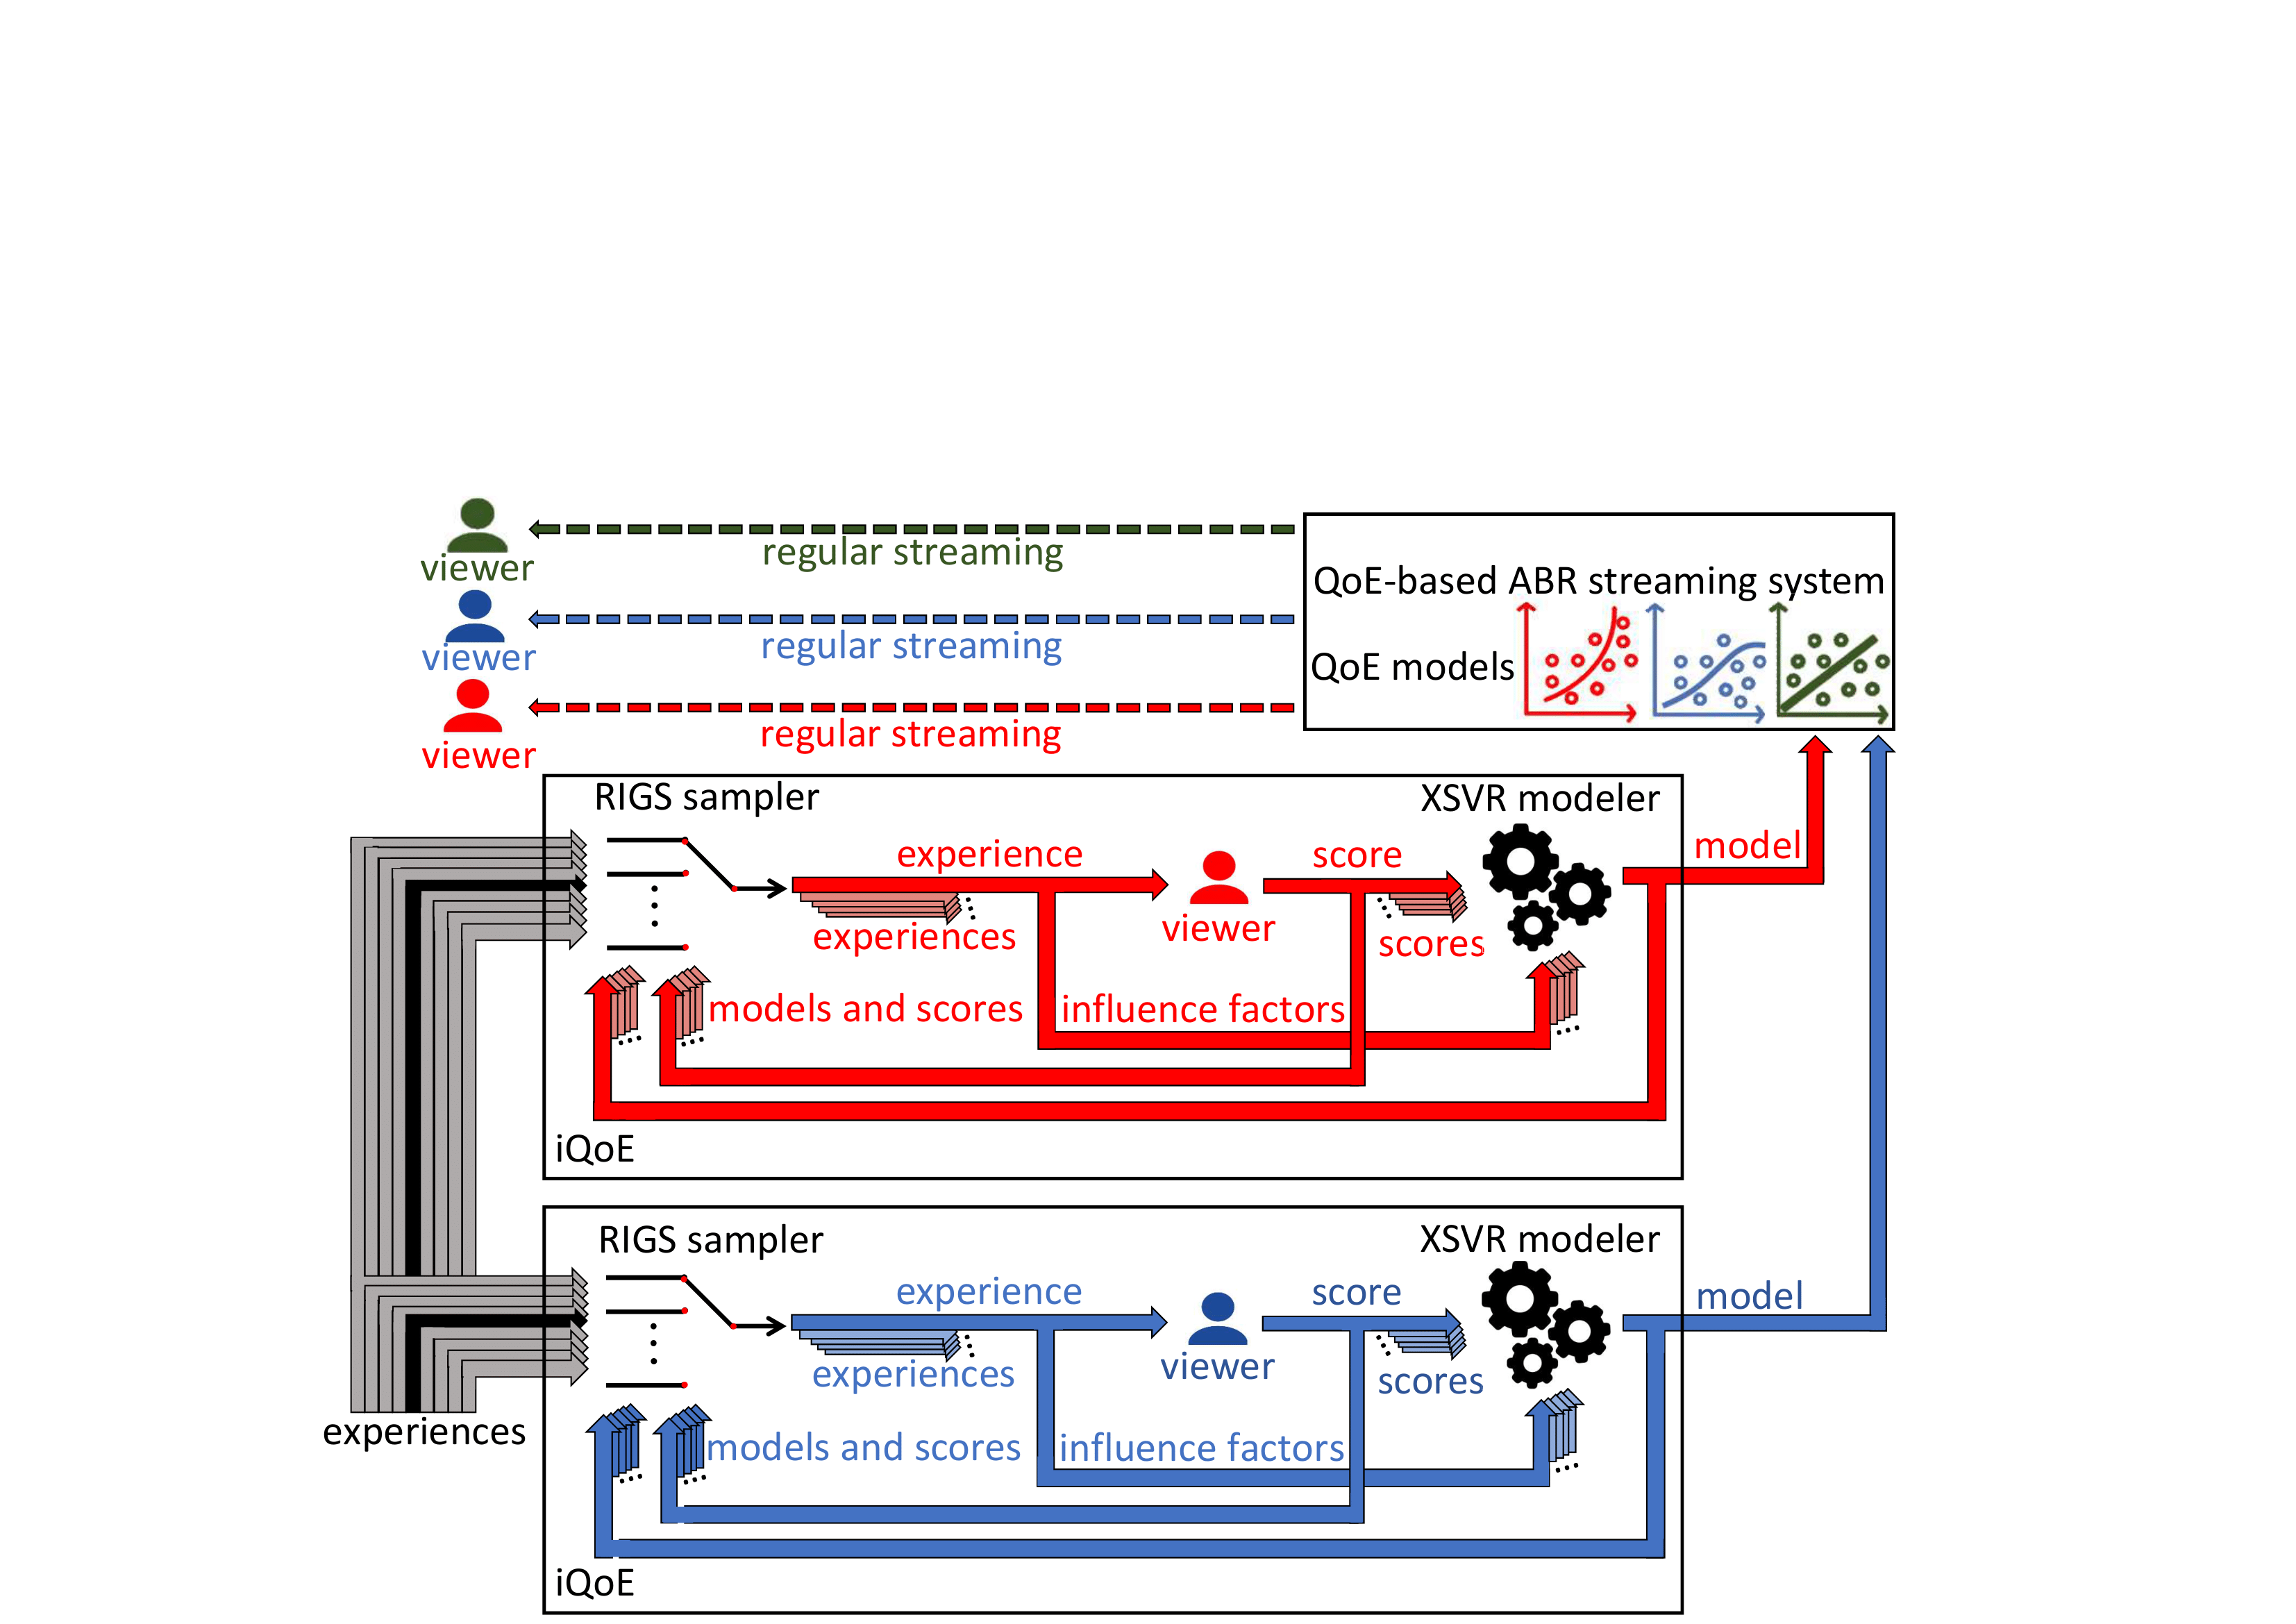 viewer
regular streaming
viewer
regular streaming
viewer
regular streaming
QoE-based ABR streaming system
QoE models
RIGS sampler
XSVR modeler
experience
score
model
viewer
experiences
scores
models and scores
influence factors
iQoE
RIGS sampler
XSVR modeler
experience
score
model
viewer
experiences
scores
experiences
models and scores
influence factors
iQoE